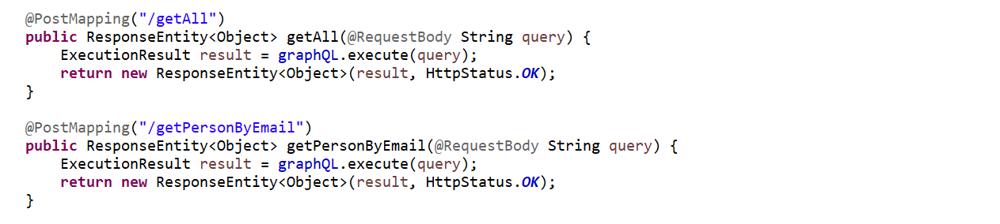 @PostMapping("/getAll")
public ResponseEntity<Object> getAll(@RequestBody String query) {
    ExecutionResult result = graphQL.execute(query);
    return new ResponseEntity<Object>(result, HttpStatus.OK);
}

@PostMapping("/getPersonByEmail")
public ResponseEntity<Object> getPersonByEmail(@RequestBody String query) {
    ExecutionResult result = graphQL.execute(query);
    return new ResponseEntity<Object>(result, HttpStatus.OK);
}